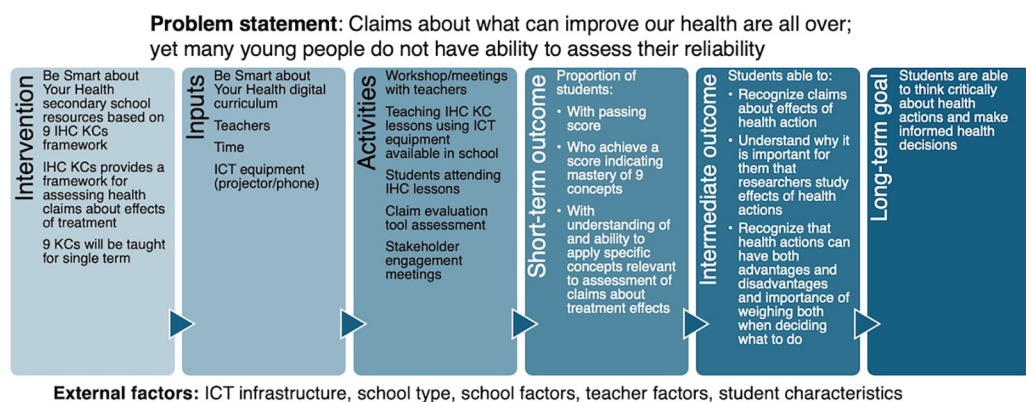 Problem statement: Claims about what can improve our health are all over;
yet many young people do not have ability to assess their reliability
Intervention
Be Smart about
Your Health
secondary school
resources based on
9 IHC KCs
framework
IHC KCs provides a
framework for
assessing health
claims about effects
of treatment
9 KCs will be taught
for single term
Inputs
Be Smart about
Your Health digital
curriculum
Teachers
Time
ICT equipment
(projector/phone)
Activities
Workshop/meetings
with teachers
Teaching IHC KC
lessons using ICT
equipment
available in school
Students attending
IHC lessons
Claim evaluation
tool assessment
Stakeholder
engagement
meetings
Short-term outcome
Proportion of
students:
• With passing
score
• Who achieve a
score indicating
mastery of 9
concepts
• With
understanding of
and ability to
apply specific
concepts relevant
to assessment of
claims about
treatment effects
Intermediate outcome
Students able to:
• Recognize claims
about effects of
health action
• Understand why it
is important for
them that
researchers study
effects of health
actions
• Recognize that
health actions can
have both
advantages and
disadvantages
and importance of
weighing both
when deciding
what to do
Long-term goal
Students are able
to think critically
about health
actions and make
informed health
decisions
External factors: ICT infrastructure, school type, school factors, teacher factors, student characteristics